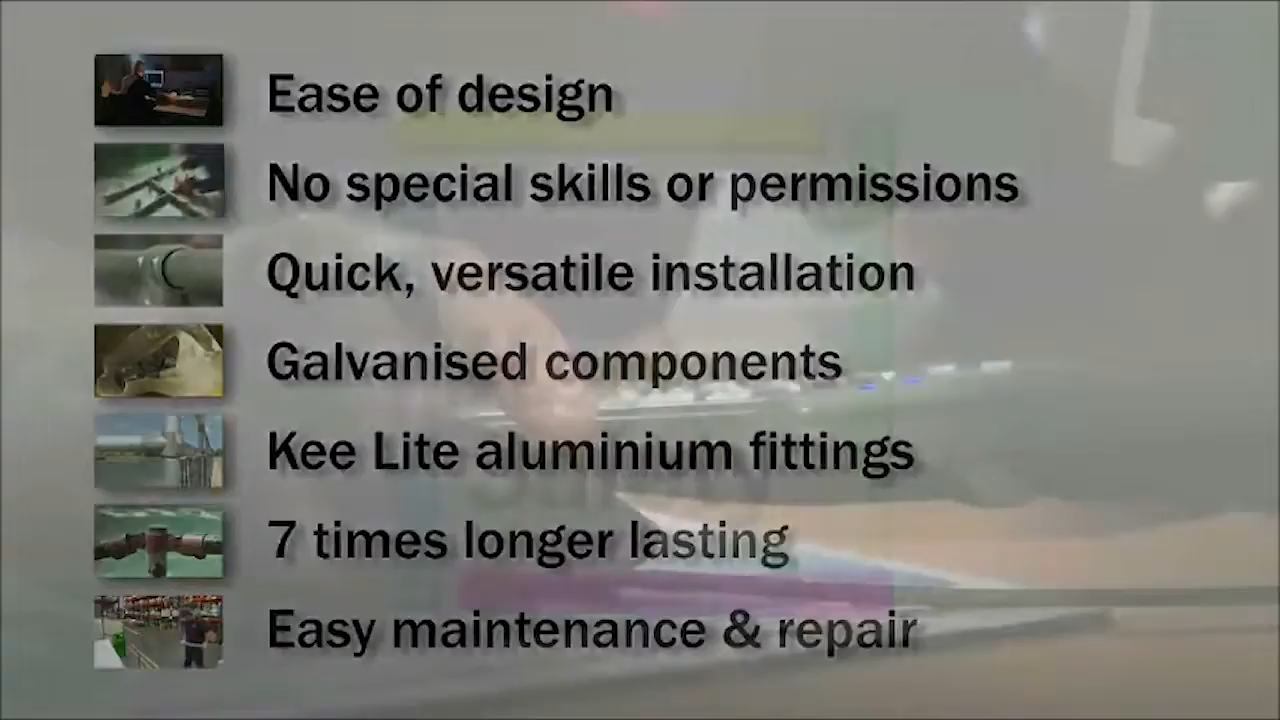 Ease of design
No special skills or permissions
Quick, versatile installation
Galvanised components
Kee Lite aluminium fittings
7 times longer lasting
Easy maintenance & repair